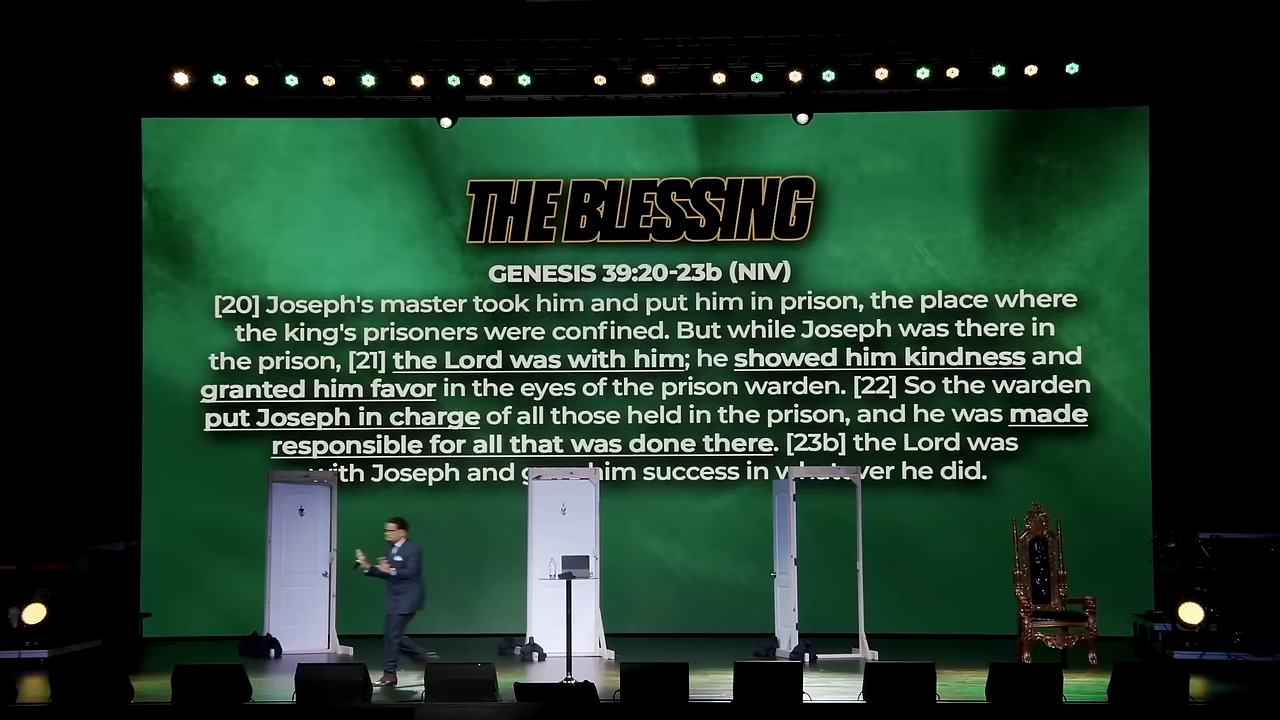 THE BLESSING
GENESIS 39:20-23b (NIV)
[20] Joseph's master took him and put him in prison, the place where
the king's prisoners were confined. But while Joseph was there in
the prison, [21] the Lord was with him; he showed him kindness and
granted him favor in the eyes of the prison warden. [22] So the warden
put Joseph in charge of all those held in the prison, and he was made
responsible for all that was done there. [23b] the Lord was
with Joseph and gave him success in whatever he did.